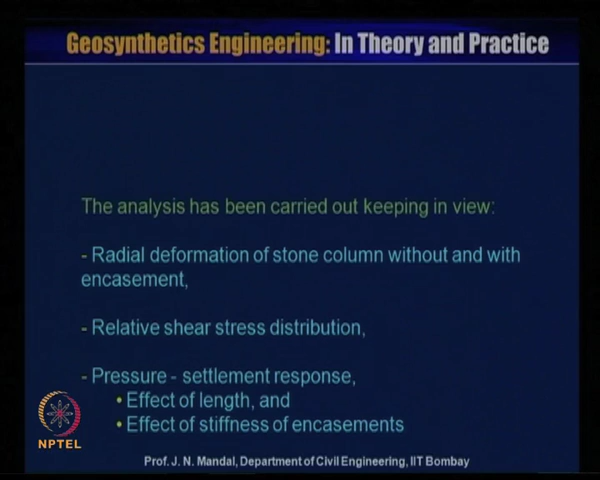 Geosynthetics Engineering: In Theory and Practice
The analysis has been carried out keeping in view:
- Radial deformation of stone column without and with
encasement,
- Relative shear stress distribution,
- Pressure - settlement response,
• Effect of length, and
• Effect of stiffness of encasements
NPTEL
Prof. J. N. Mandal, Department of Civil Engineering, IIT Bombay